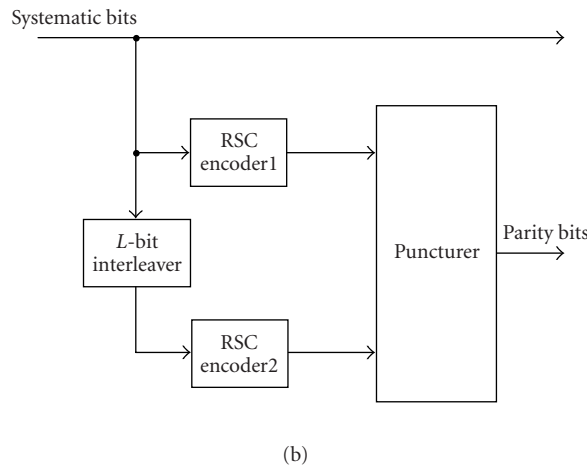 Systematic bits
RSC
encoder1
L-bit
interleaver
Puncturer
Parity bits
RSC
encoder2
(b)